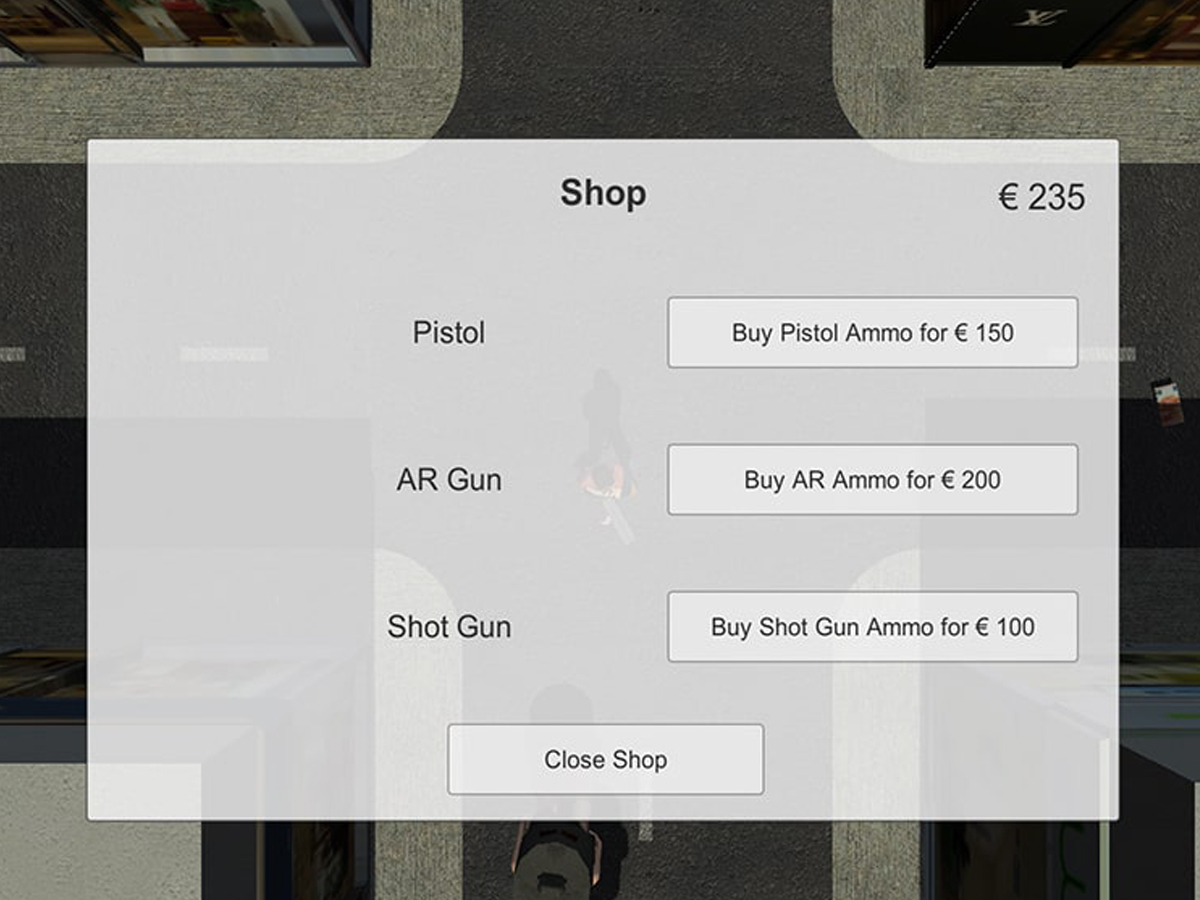 Shop
€ 235
Pistol
Buy Pistol Ammo for € 150
AR Gun
Buy AR Ammo for € 200
Shot Gun
Buy Shot Gun Ammo for € 100
Close Shop